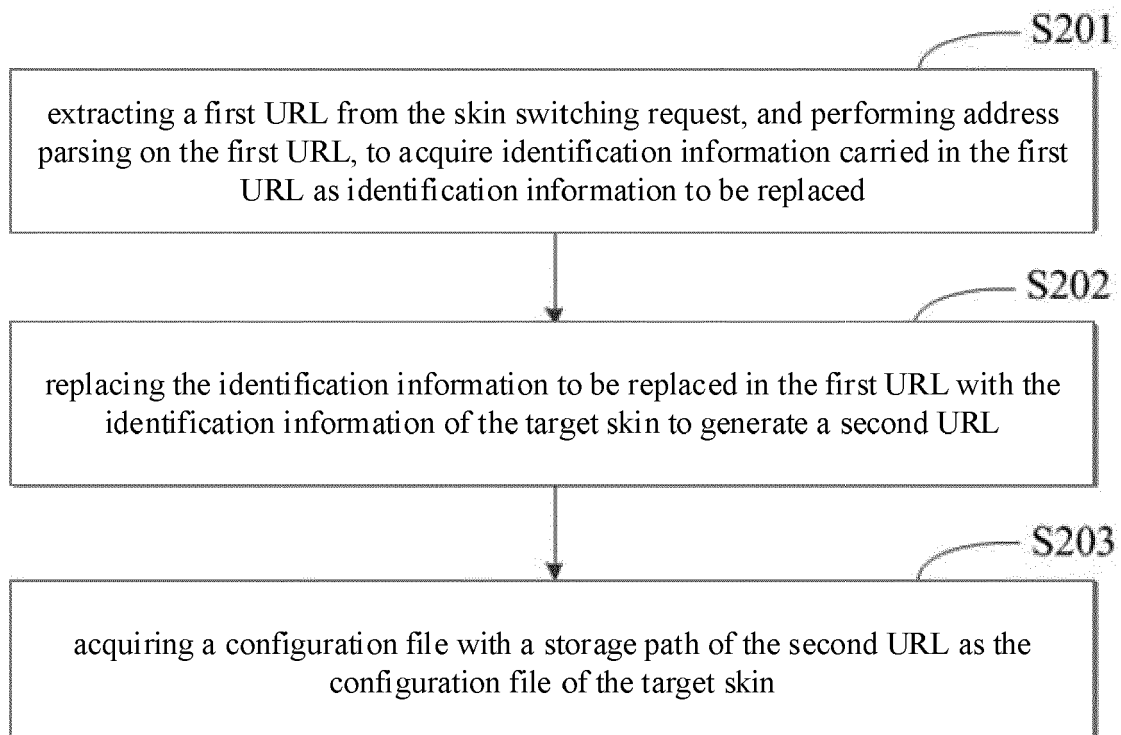 S201
extracting a first URL from the skin switching request, and performing address
parsing on the first URL, to acquire identification information carried in the first
URL as identification information to be replaced
S202
replacing the identification information to be replaced in the first URL with the
identification information of the target skin to generate a second URL
S203
acquiring a configuration file with a storage path of the second URL as the
configuration file of the target skin